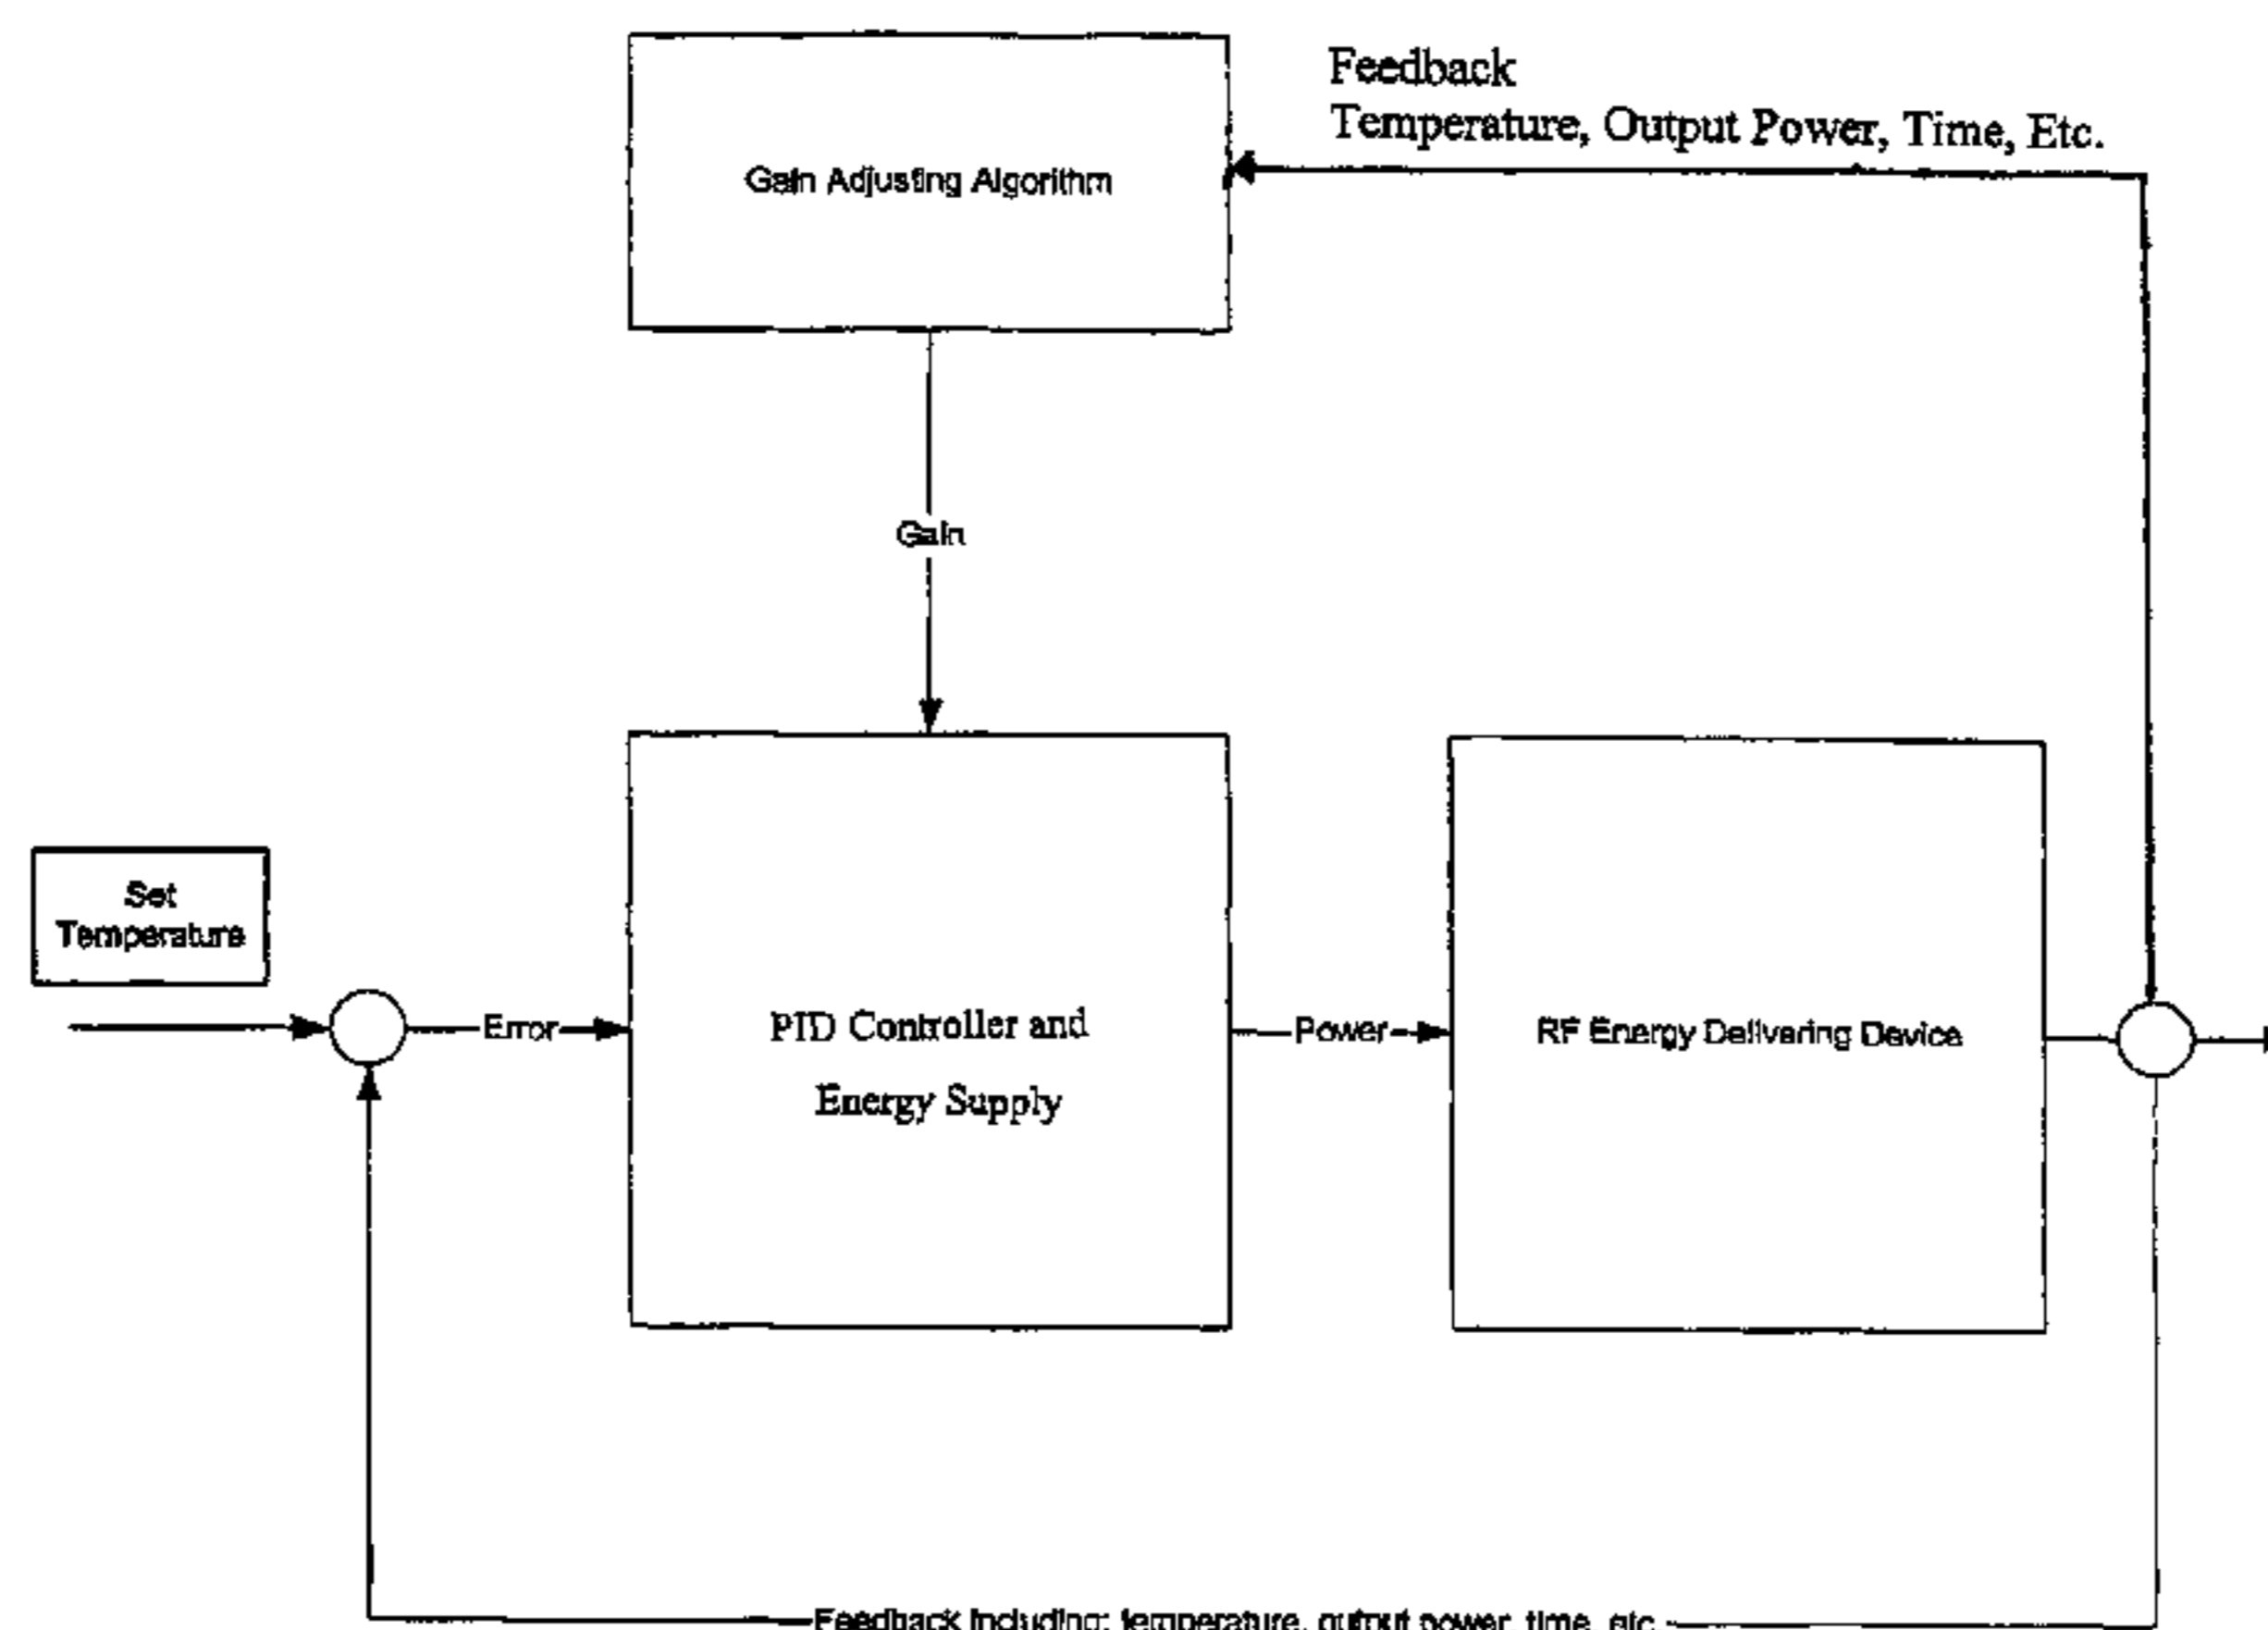 Feedback
Temperature, Output Power, Time, Etc.
Gain Adjusting Algorithm
Gain
Set
Temperature
Error
PID Controller and
Energy Supply
Power
RF Energy Delivering Device
Feedback including: temperature, output power, time, etc.